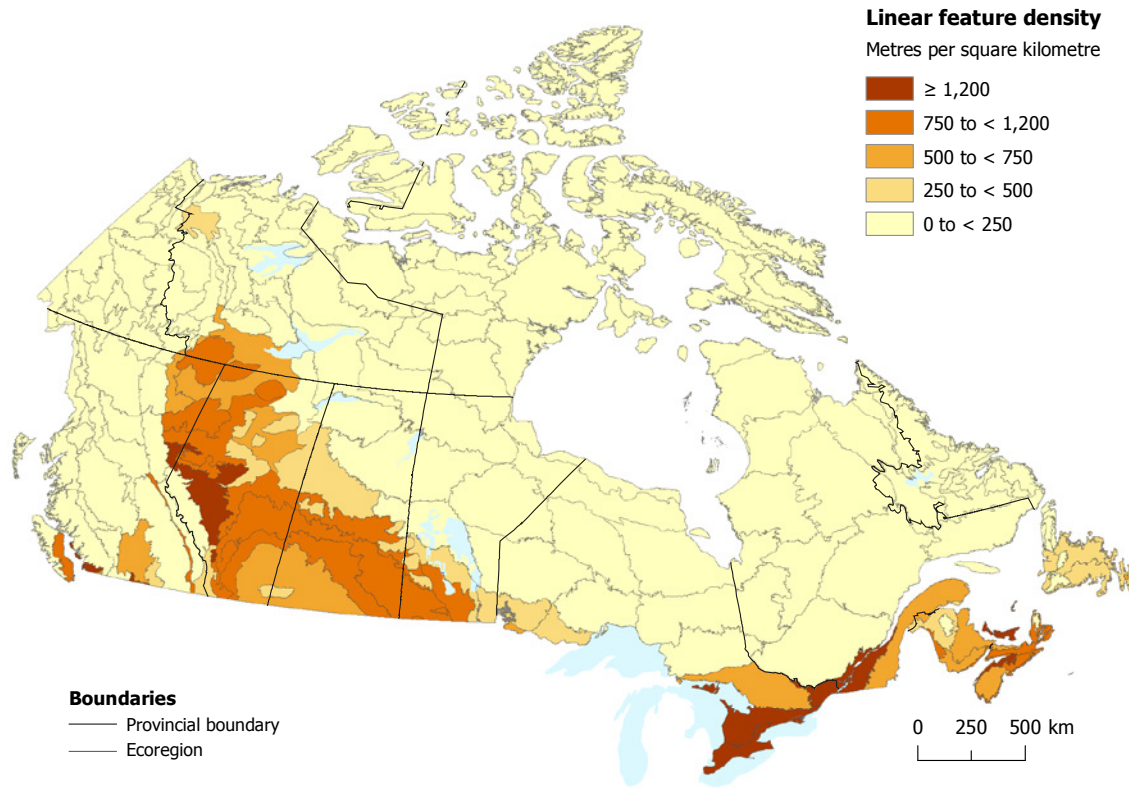 Linear feature density
Metres per square kilometre
≥ 1,200
750 to < 1,200
500 to < 750
250 to < 500
0 to < 250
Boundaries
Provincial boundary
Ecoregion
0 250 500 km